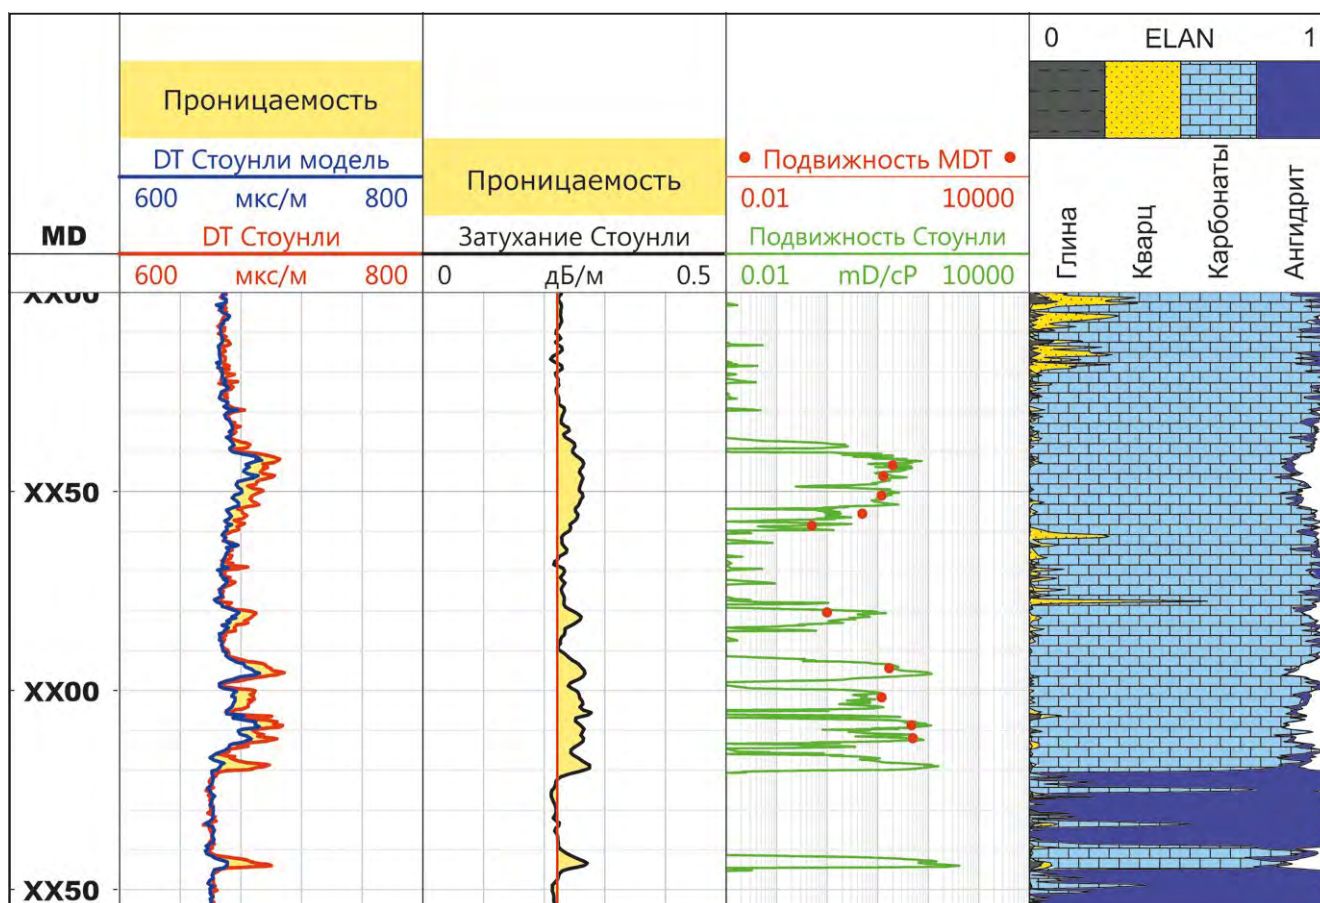 0 ELAN 1
Проницаемость
DT Стоунли модель
600 мкс/м 800
Проницаемость
Подвижность MDT
0.01 10000
MD
DT Стоунли
Затухание Стоунли
Подвижность Стоунли
600 мкс/м 800
0 дБ/м 0.5
0.01 mD/cP 10000
Глина
Кварц
Карбонаты
Ангидрит
XX00
XX50
XX00
XX50